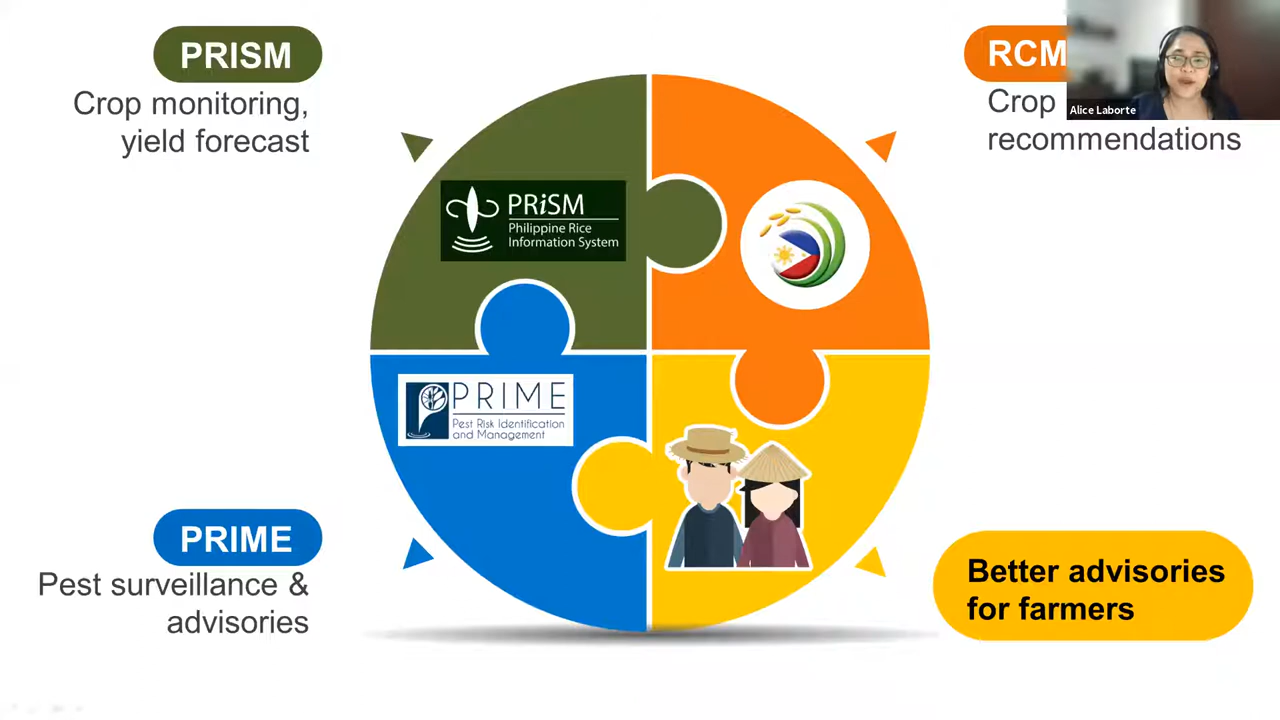 PRISM
Crop monitoring,
yield forecast
RCM
Crop
recommendations
Alice Laborte
PRiSM
Philippine Rice
Information System
PRIME
Pest Risk Identification
and Management
PRIME
Pest surveillance &
advisories
Better advisories
for farmers